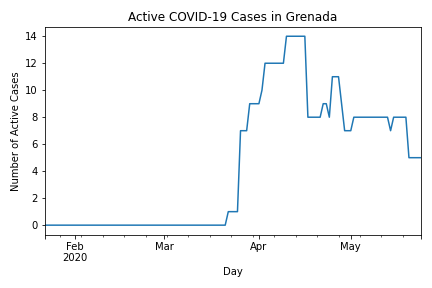 Active COVID-19 Cases in Grenada
Number of Active Cases
14
12
10
8
6
4
2
0
Feb
2020
Mar
Apr
May
Day